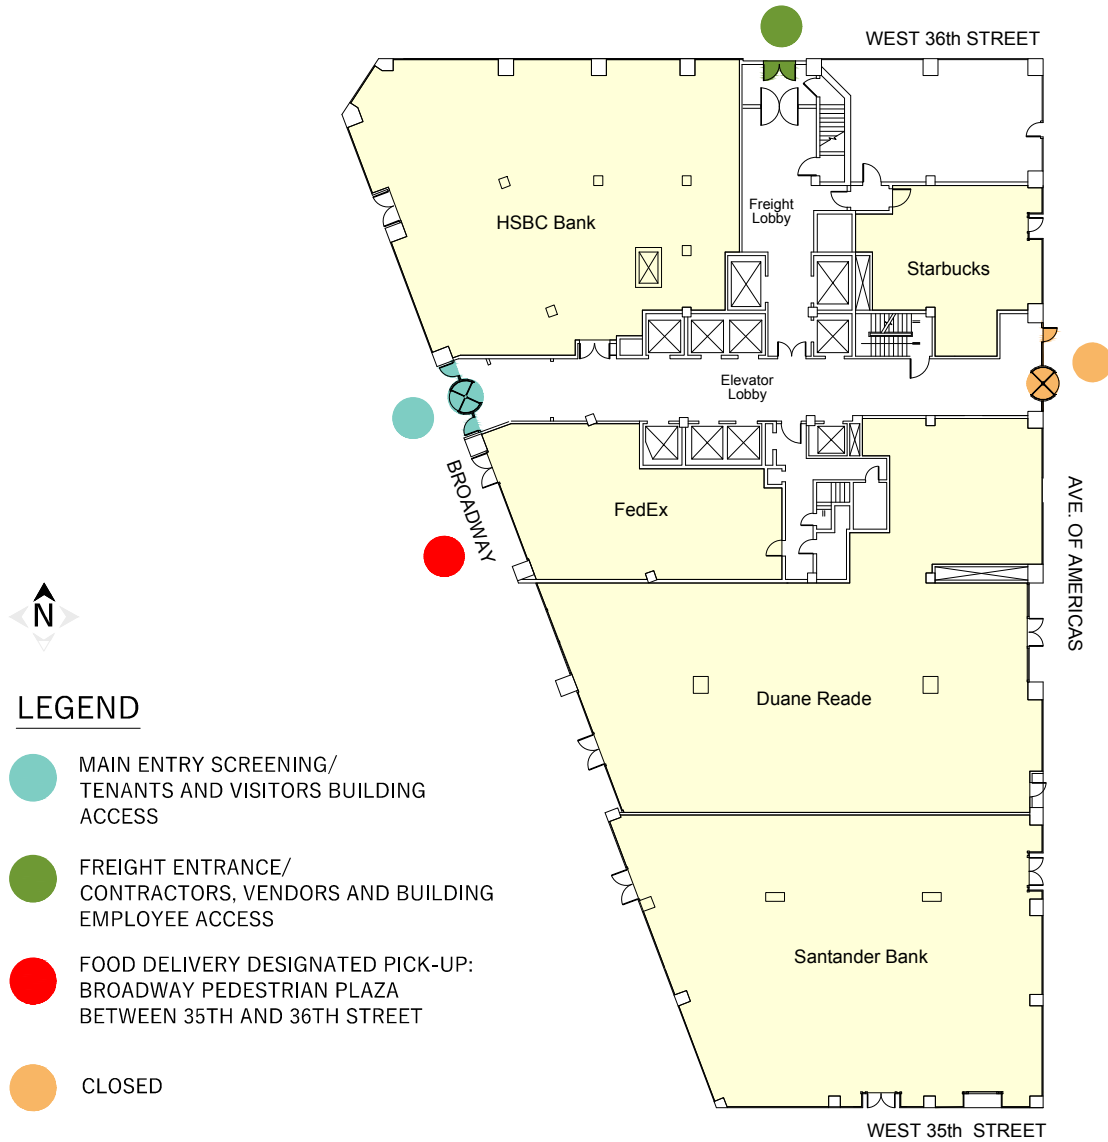 WEST 36th STREET
Freight
Lobby
HSBC Bank
Starbucks
Elevator
Lobby
BROADWAY
FedEx
AVE. OF AMERICAS
N
Duane Reade
LEGEND
MAIN ENTRY SCREENING/
TENANTS AND VISITORS BUILDING
ACCESS
FREIGHT ENTRANCE/
CONTRACTORS, VENDORS AND BUILDING
EMPLOYEE ACCESS
FOOD DELIVERY DESIGNATED PICK-UP:
BROADWAY PEDESTRIAN PLAZA
BETWEEN 35TH AND 36TH STREET
CLOSED
Santander Bank
WEST 35th STREET